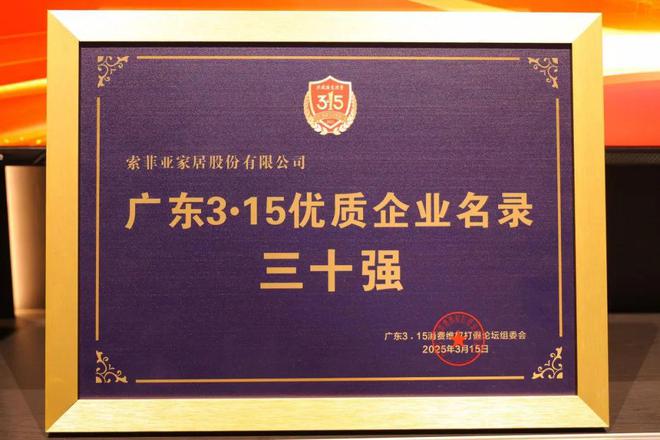 315
索菲亚家居股份有限公司
广东3·15优质企业名录
三十强
广东3.15消费维权打假论坛组委会
2025年3月15日